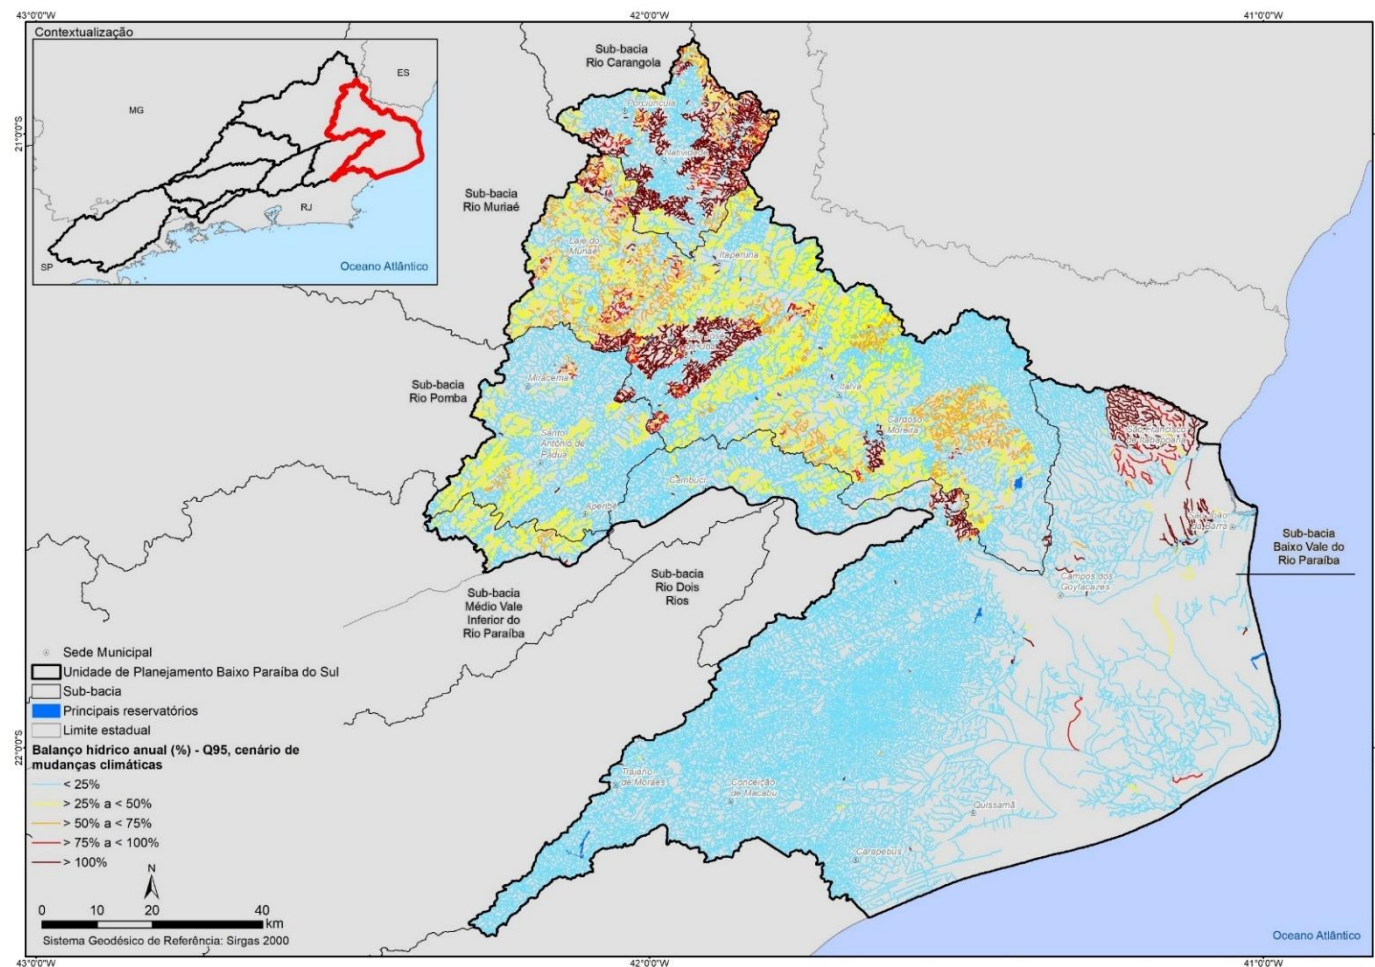 43°0'0"W
42°0'0"W
41°0'0"W
Contextualização
ES
MG
RJ
SP
Oceano Atlântico
21°0'0"S
21°0'0"S
22°0'0"S
22°0'0"S
Sub-bacia
Rio Carangola
Porciúncula
Natividade
Sub-bacia
Rio Muriaé
Laje do
Muriaé
Itaperuna
Sub-bacia
Rio Pomba
Miracema
Italva
Santo
Antônio de
Pádua
Cardoso
Moreira
São Francisco
de Itabapoana
Cambuci
Aperibé
São João
da Barra
Sub-bacia
Baixo Vale do
Rio Paraíba
Campos dos
Goytacazes
Sub-bacia
Rio Dois
Rios
Sub-bacia
Médio Vale
Inferior do
Rio Paraíba
Trajano
de Moraes
Conceição
de Macabu
Quissamã
Carapebus
Sede Municipal
Unidade de Planejamento Baixo Paraíba do Sul
Sub-bacia
Principais reservatórios
Limite estadual
Balanço hídrico anual (%) - Q95, cenário de
mudanças climáticas
< 25%
> 25% a < 50%
> 50% a < 75%
> 75% a < 100%
> 100%
N
0 10 20 40
km
Sistema Geodésico de Referência: Sirgas 2000
Oceano Atlântico
43°0'0"W
42°0'0"W
41°0'0"W